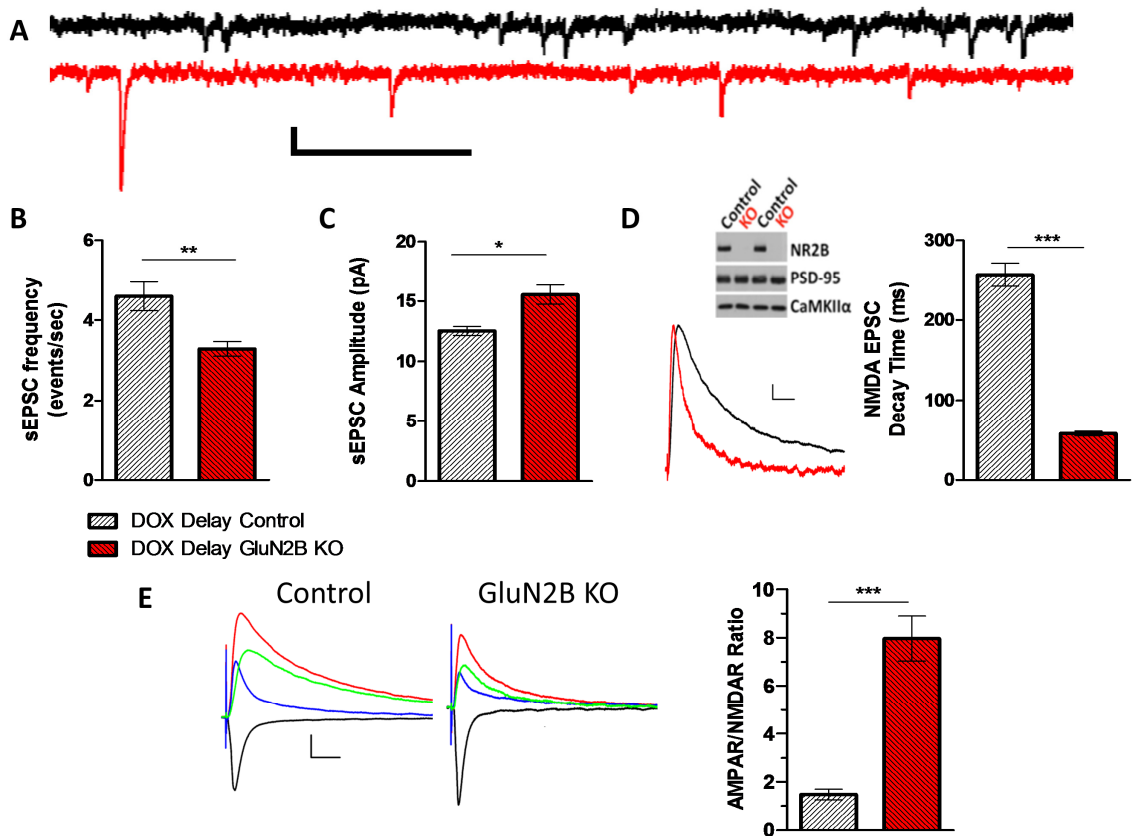 A
B
sEPSC frequency
(events/sec)
6
4
2
0
**
C
sEPSC Amplitude (pA)
20
15
10
5
0
*
D
Control
KO
Control
KO
NR2B
PSD-95
CaMKIIα
NMDA EPSC
Decay Time (ms)
300
200
100
0
***
DOX Delay Control
DOX Delay GluN2B KO
E
Control
GluN2B KO
AMPAR/NMDAR Ratio
10
8
6
4
2
0
***